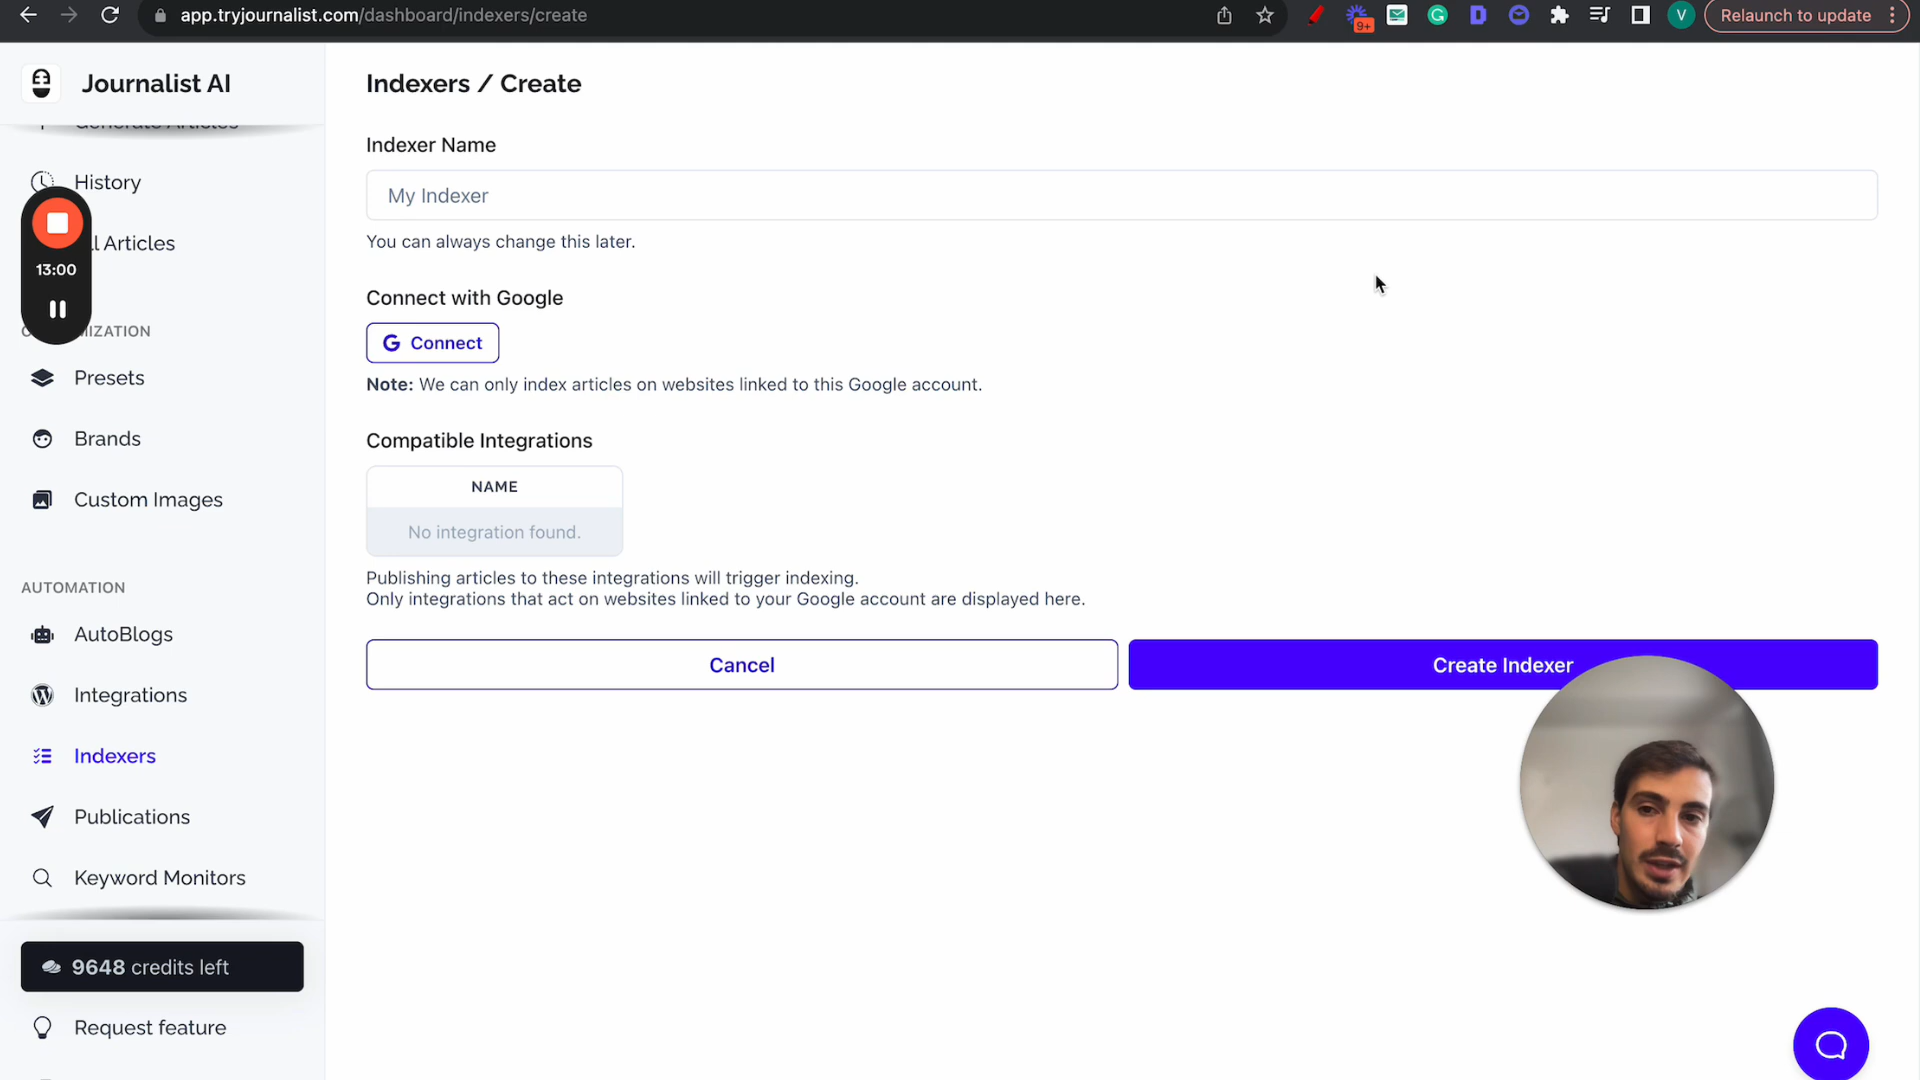 app.tryjournalist.com/dashboard/indexers/create
9+
V
Relaunch to update
Journalist AI
Generate Articles
History
13:00
Articles
Presets
Brands
Custom Images
AUTOMATION
AutoBlogs
Integrations
Indexers
Publications
Keyword Monitors
9648 credits left
Request feature
Indexers / Create
Indexer Name
My Indexer
You can always change this later.
Connect with Google
G Connect
Note: We can only index articles on websites linked to this Google account.
Compatible Integrations
NAME
No integration found.
Publishing articles to these integrations will trigger indexing.
Only integrations that act on websites linked to your Google account are displayed here.
Cancel
Create Indexer